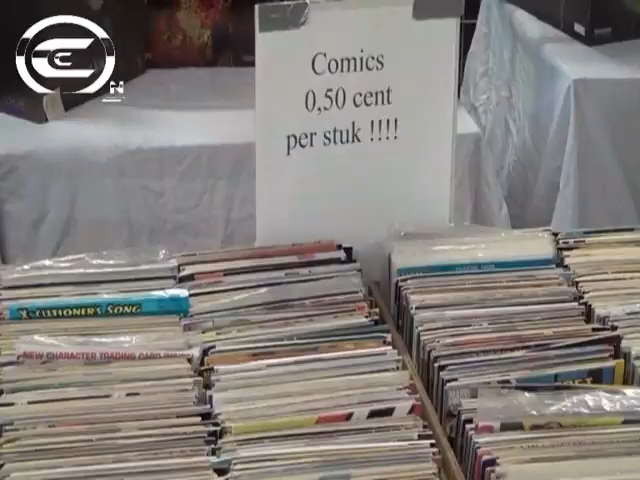 Comics
0,50 cent
per stuk !!!!
X-CUTIONER'S SONG
NEW CHARACTER TRADING CARD